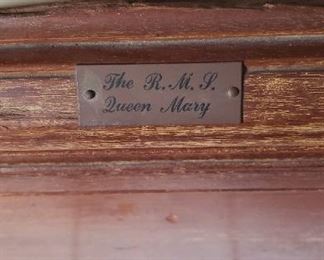 The R.M.S.
Queen Mary